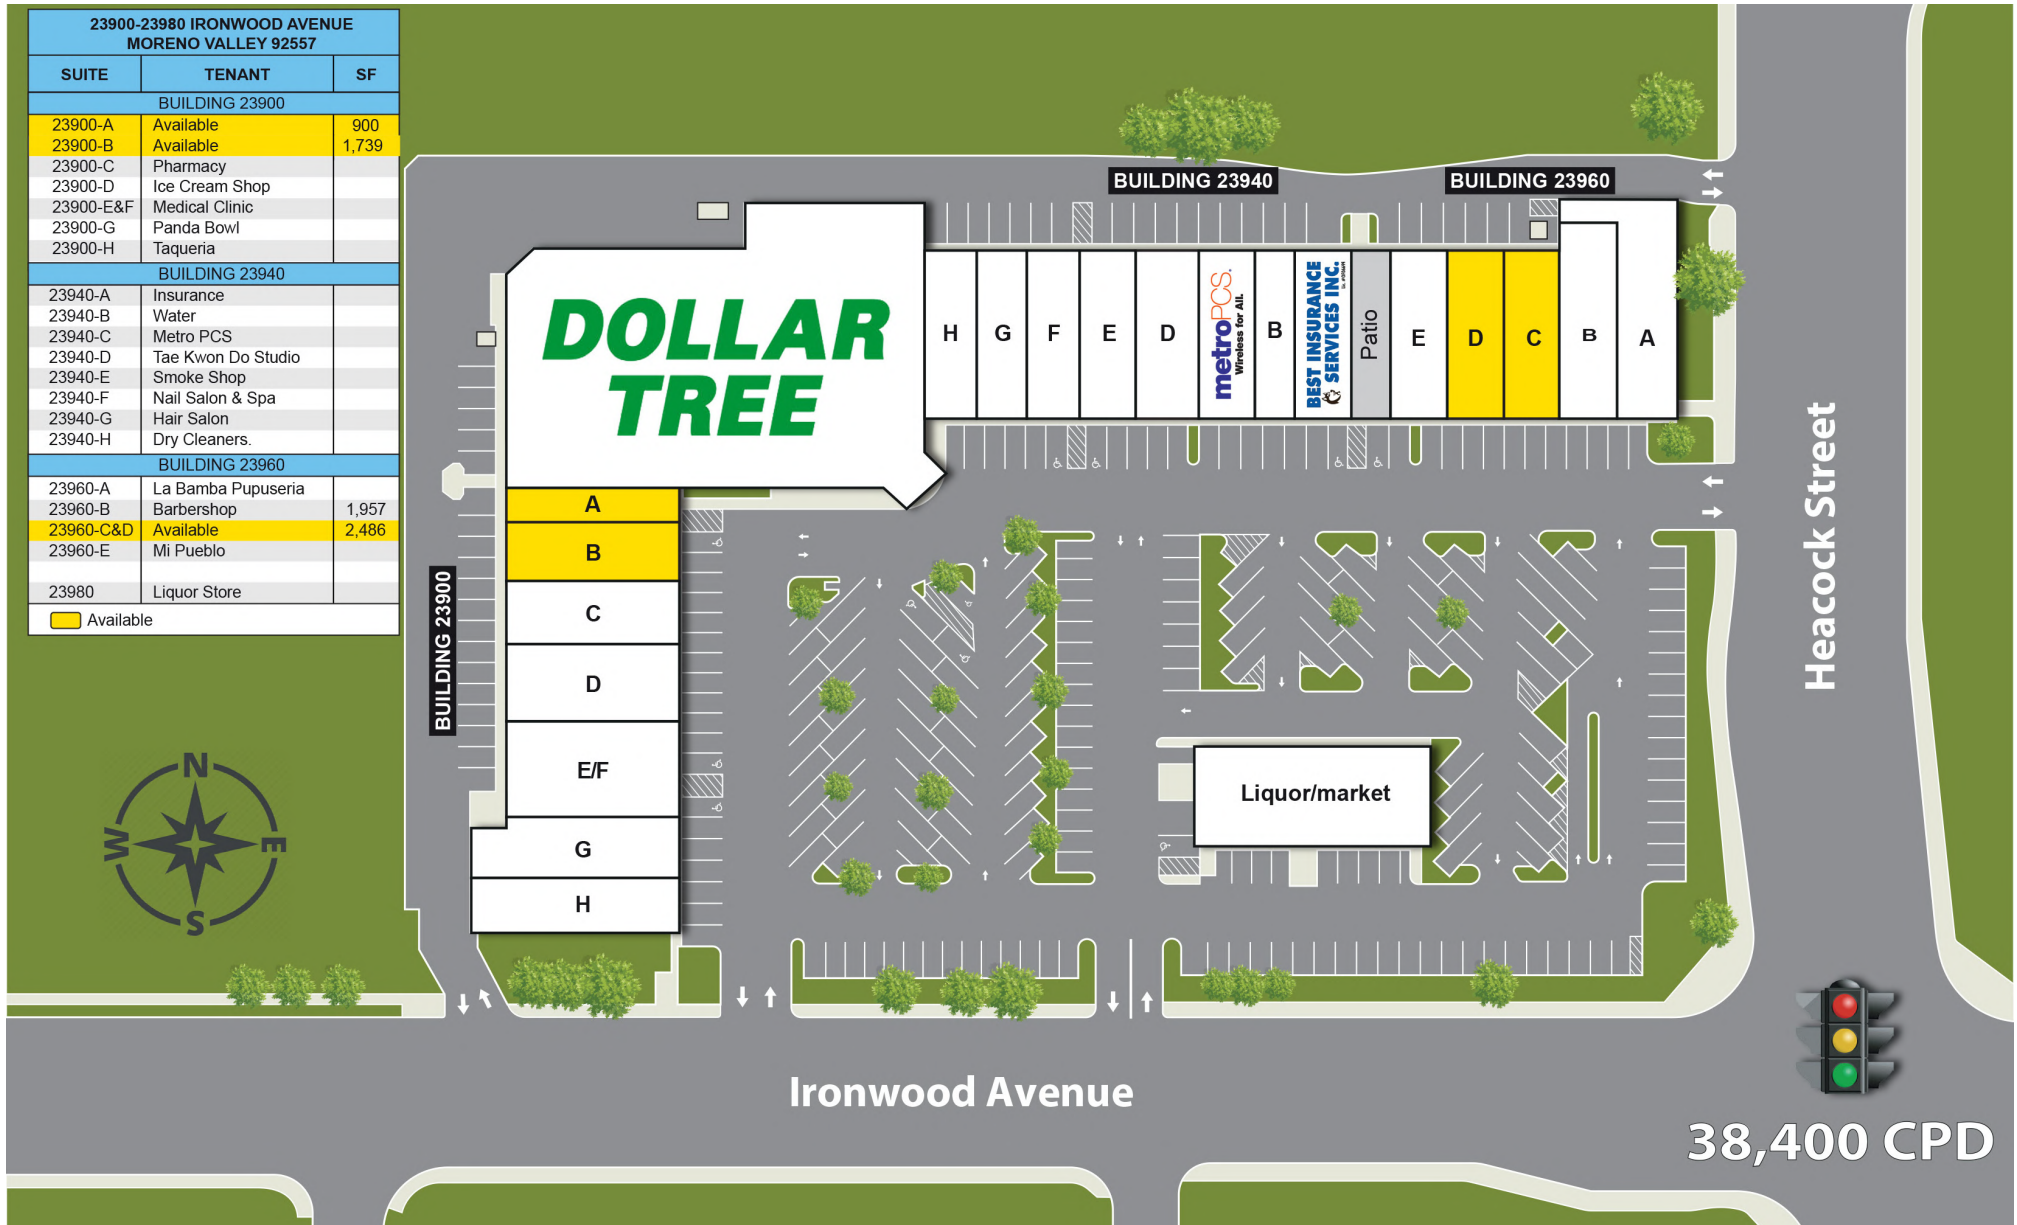 23900-23980 IRONWOOD AVENUE
MORENO VALLEY 92557
SUITE TENANT SF
BUILDING 23900
23900-A Available 900
23900-B Available 1,739
23900-C Pharmacy
23900-D Ice Cream Shop
23900-E&F Medical Clinic
23900-G Panda Bowl
23900-H Taqueria
BUILDING 23940
23940-A Insurance
23940-B Water
23940-C Metro PCS
23940-D Tae Kwon Do Studio
23940-E Smoke Shop
23940-F Nail Salon & Spa
23940-G Hair Salon
23940-H Dry Cleaners.
BUILDING 23960
23960-A La Bamba Pupuseria
23960-B Barbershop 1,957
23960-C&D Available 2,486
23960-E Mi Pueblo
23980 Liquor Store
Available
BUILDING 23940
BUILDING 23960
DOLLAR
TREE
H G F E D
metroPCS.
Wireless for All.
B
BEST INSURANCE
& SERVICES INC.
Patio
E D C B A
BUILDING 23900
A
B
C
D
E/F
G
H
Liquor/market
N
W E
S
Heacock Street
Ironwood Avenue
38,400 CPD